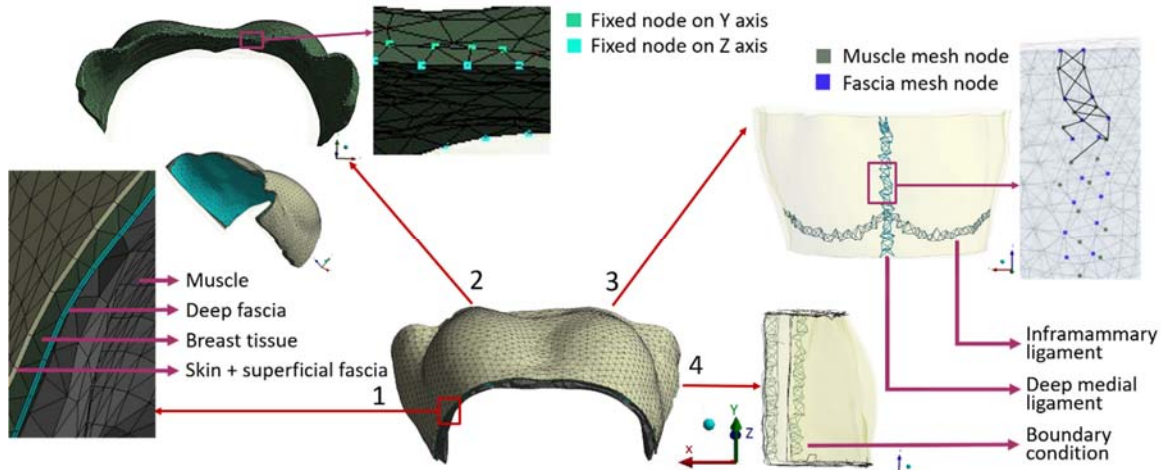 Fixed node on Y axis
Fixed node on Z axis
Muscle mesh node
Fascia mesh node
Muscle
Deep fascia
Breast tissue
Skin + superficial fascia
1
2
3
4
Y
Z
X
Inframammary
ligament
Deep medial
ligament
Boundary
condition